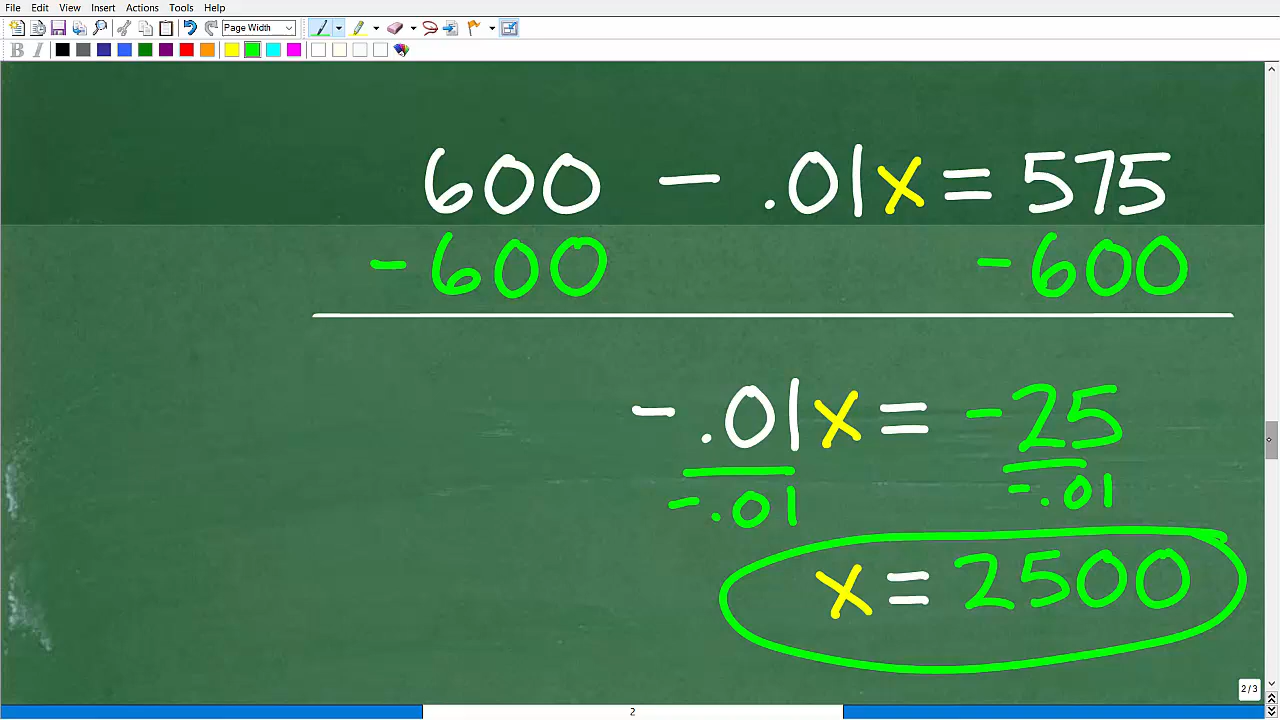 File Edit View Insert Actions Tools Help
Page Width
B I
600 - .01x = 575
-600 -600
- .01x = -25
-.01 -.01
x = 2500
2/3
2